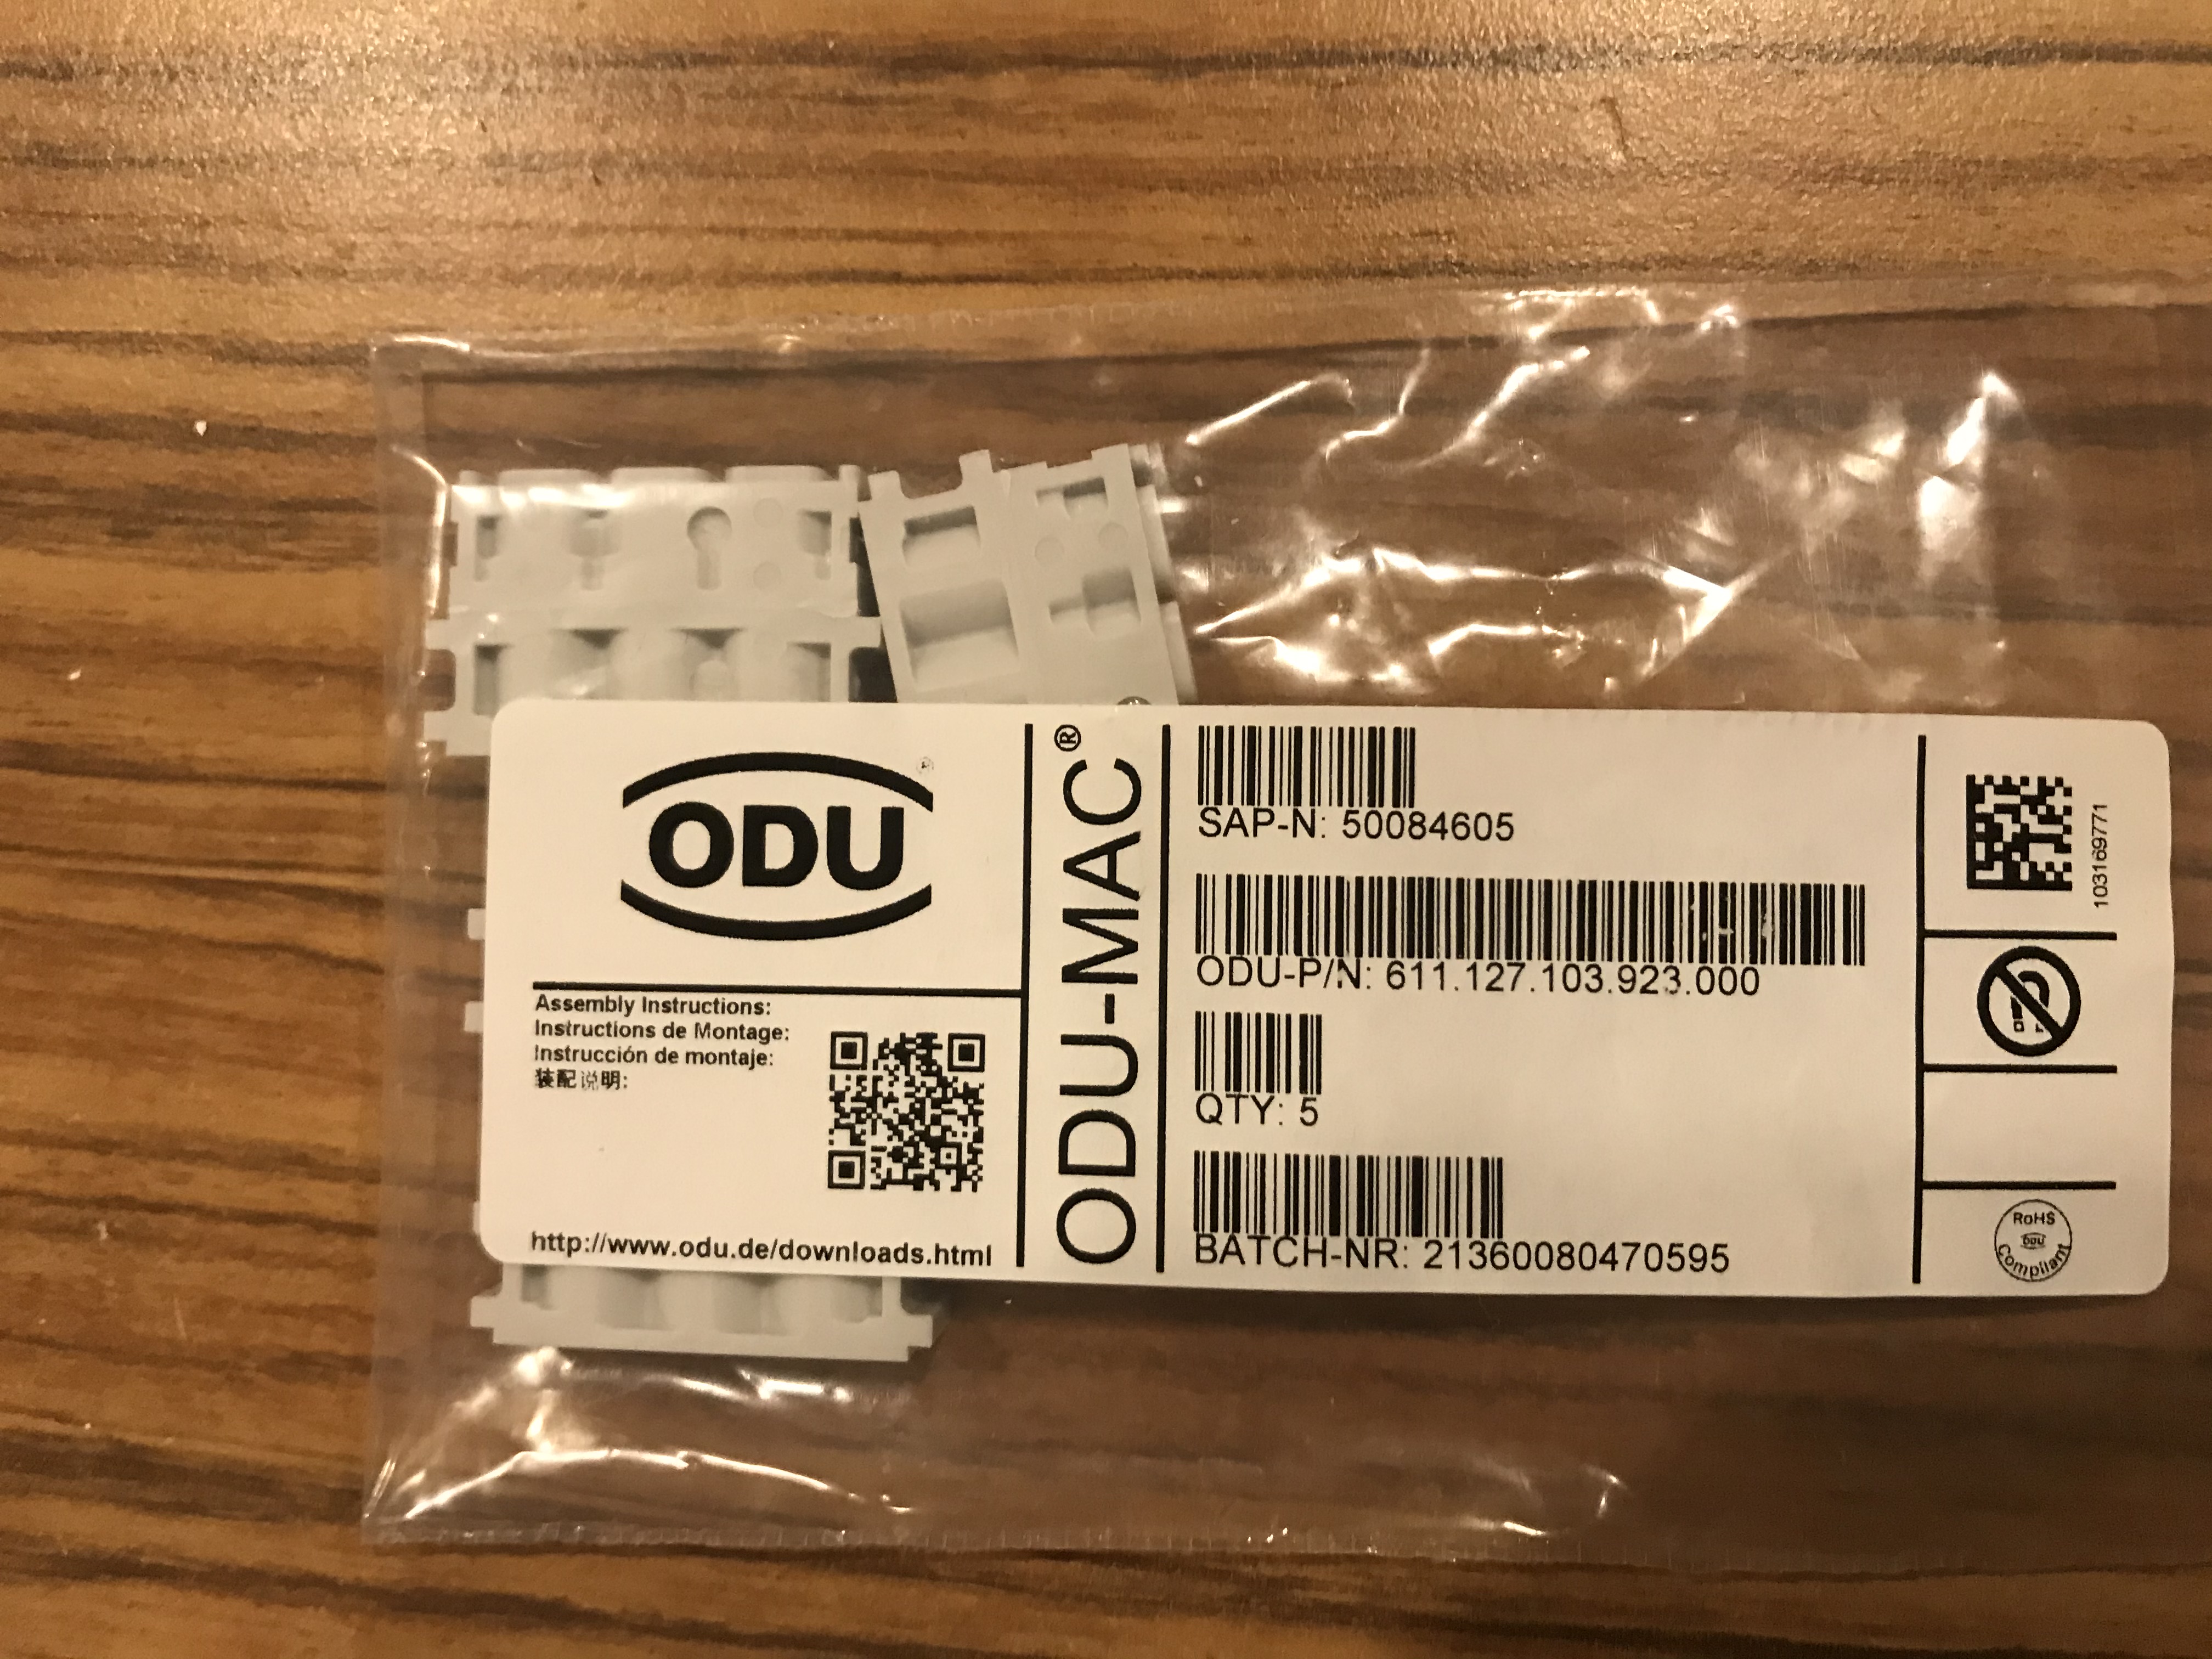 ODU
Assembly Instructions:
Instructions de Montage:
Instrucción de montaje:
装配说明:
http://www.odu.de/downloads.html
ODU-MAC®
SAP-N: 50084605
ODU-P/N: 611.127.103.923.000
QTY: 5
BATCH-NR: 21360080470595
103169771
RoHS
ODU
Compliant